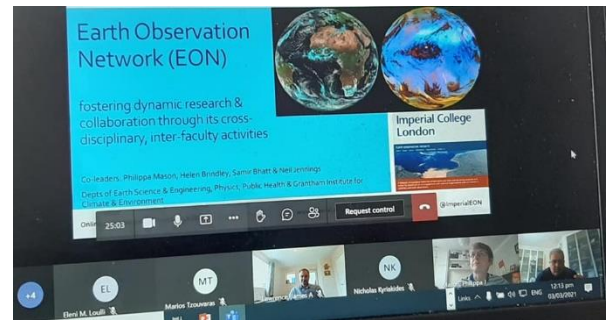 Earth Observation
Network (EON)
fostering dynamic research &
collaboration through its cross-
disciplinary, inter-faculty activities
Imperial College
London
Co-leaders, Philippa Mason, Helen Brindley, Samir Bhatt & Neil Jennings
Depts of Earth Science & Engineering, Physics, Public Health & Grantham Institute for
Climate & Environment
@ImperialEON
25:03
Request control
+4
EL
Eleni M. Loulli
MT
Marios Tzouvaras
NK
Nicholas Kyriakides
Philippa
Links
ENG
12:13 pm
03/03/2021